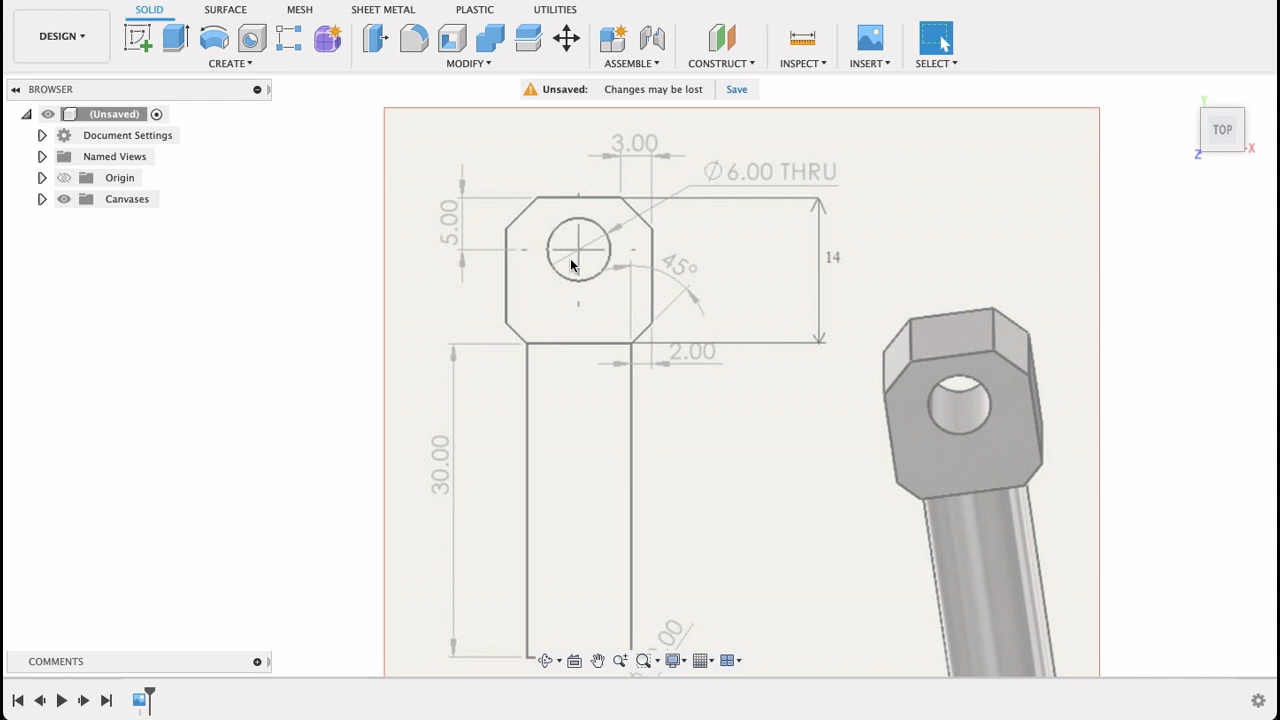 SOLID SURFACE MESH SHEET METAL PLASTIC UTILITIES
DESIGN
CREATE MODIFY ASSEMBLE CONSTRUCT INSPECT INSERT SELECT
BROWSER
Unsaved: Changes may be lost Save
(Unsaved)
Document Settings
Named Views
Origin
Canvases
Y
TOP
X
Z
3.00
Ø6.00 THRU
5.00
45°
14
2.00
30.00
COMMENTS